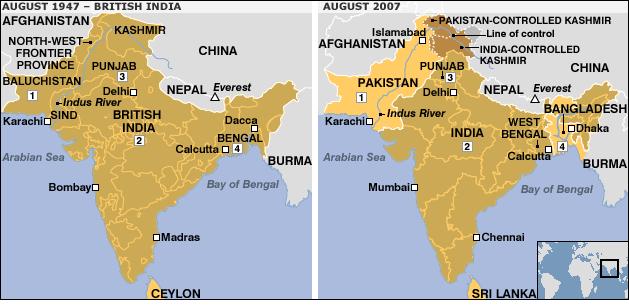 AUGUST 1947 – BRITISH INDIA
AFGHANISTAN
KASHMIR
NORTH-WEST
FRONTIER
PROVINCE
CHINA
PUNJAB
3
BALUCHISTAN
1
Delhi
NEPAL
Everest
Indus River
Karachi
SIND
BRITISH
INDIA
2
Dacca
BENGAL
Calcutta
4
Arabian Sea
BURMA
Bombay
Bay of Bengal
Madras
CEYLON
AUGUST 2007
PAKISTAN-CONTROLLED KASHMIR
Islamabad
Line of control
AFGHANISTAN
INDIA-CONTROLLED
KASHMIR
CHINA
PUNJAB
3
PAKISTAN
1
Delhi
NEPAL
Everest
Indus River
Karachi
BANGLADESH
WEST
BENGAL
INDIA
2
Dhaka
Calcutta
4
Arabian Sea
BURMA
Mumbai
Bay of Bengal
Chennai
SRI LANKA